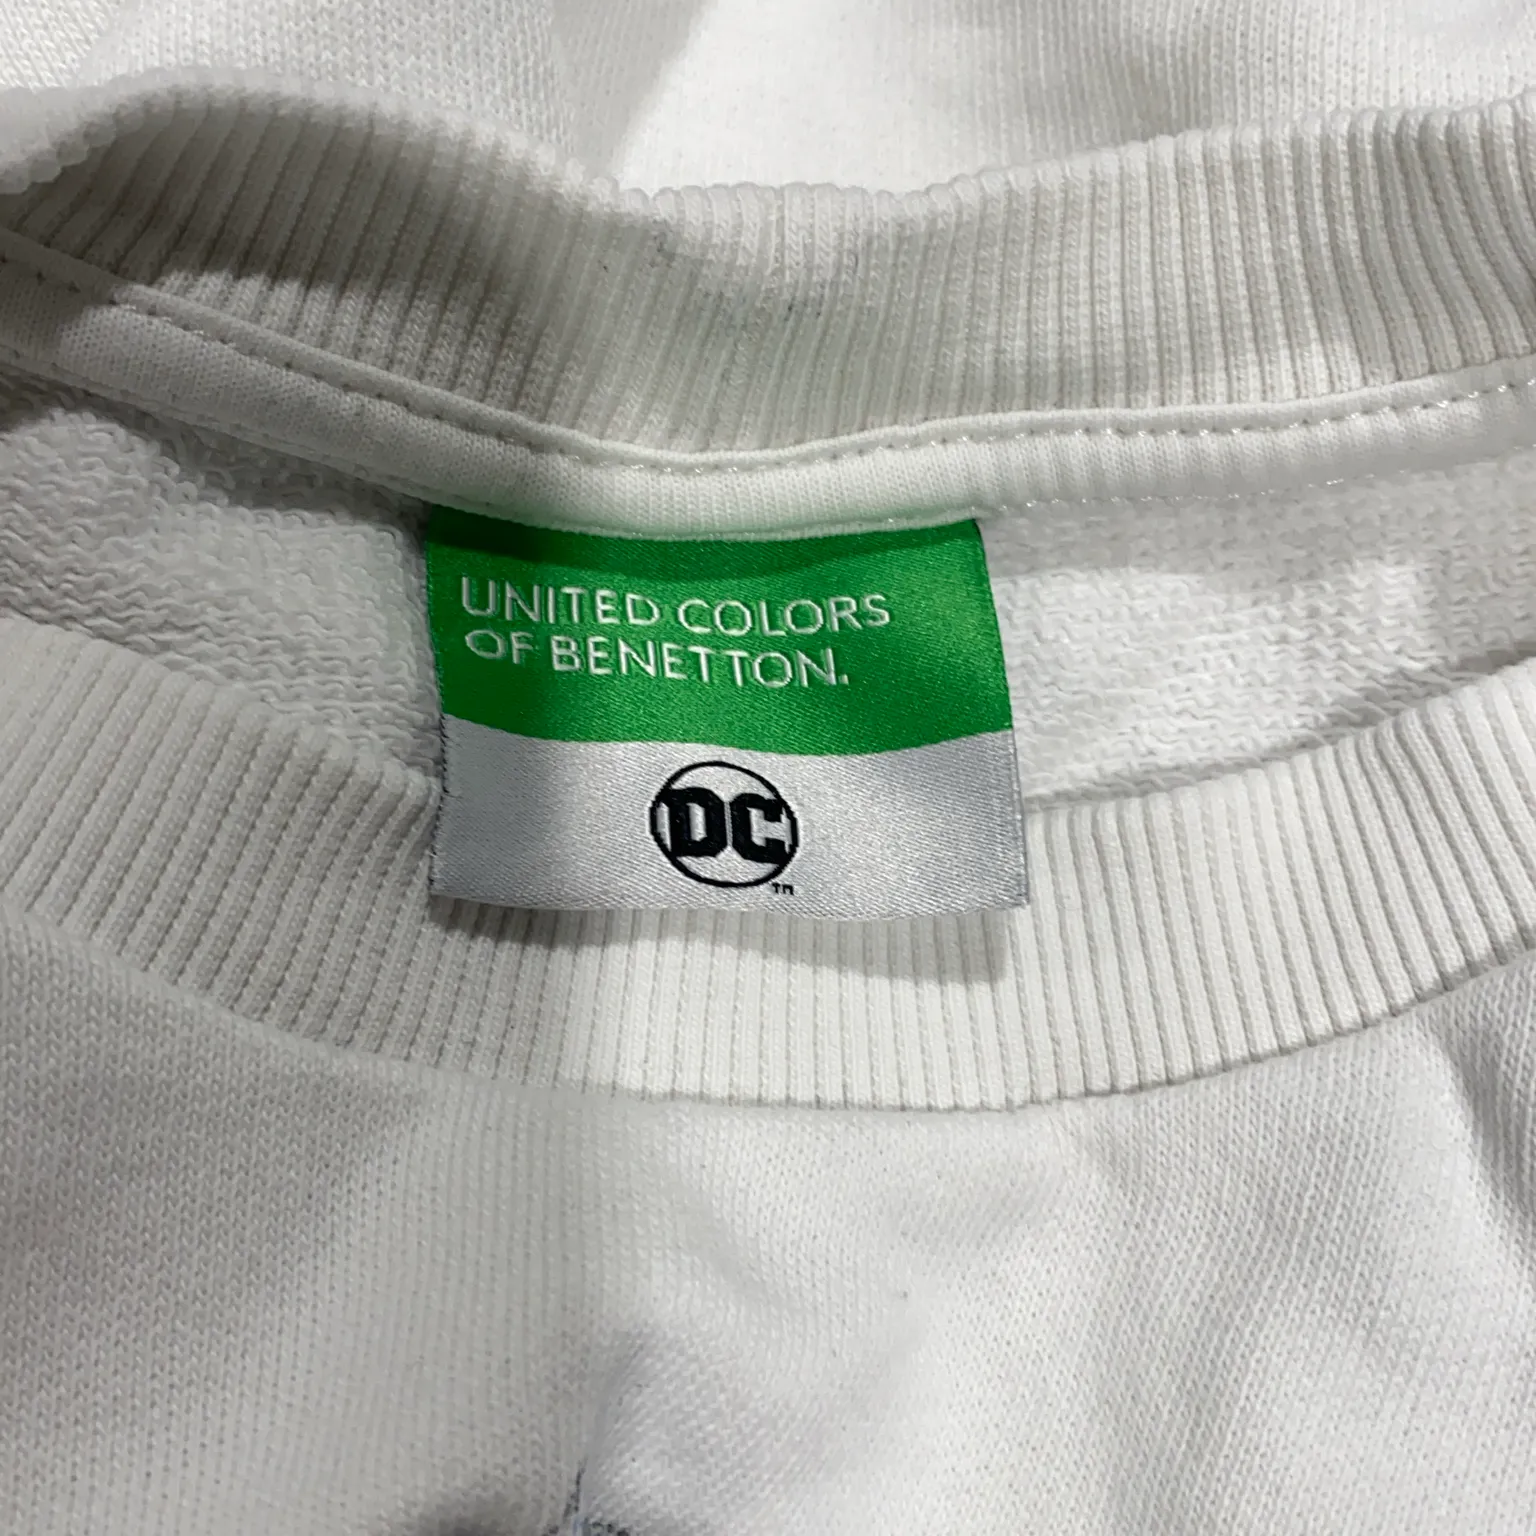 UNITED COLORS
OF BENETTON.
DC
™